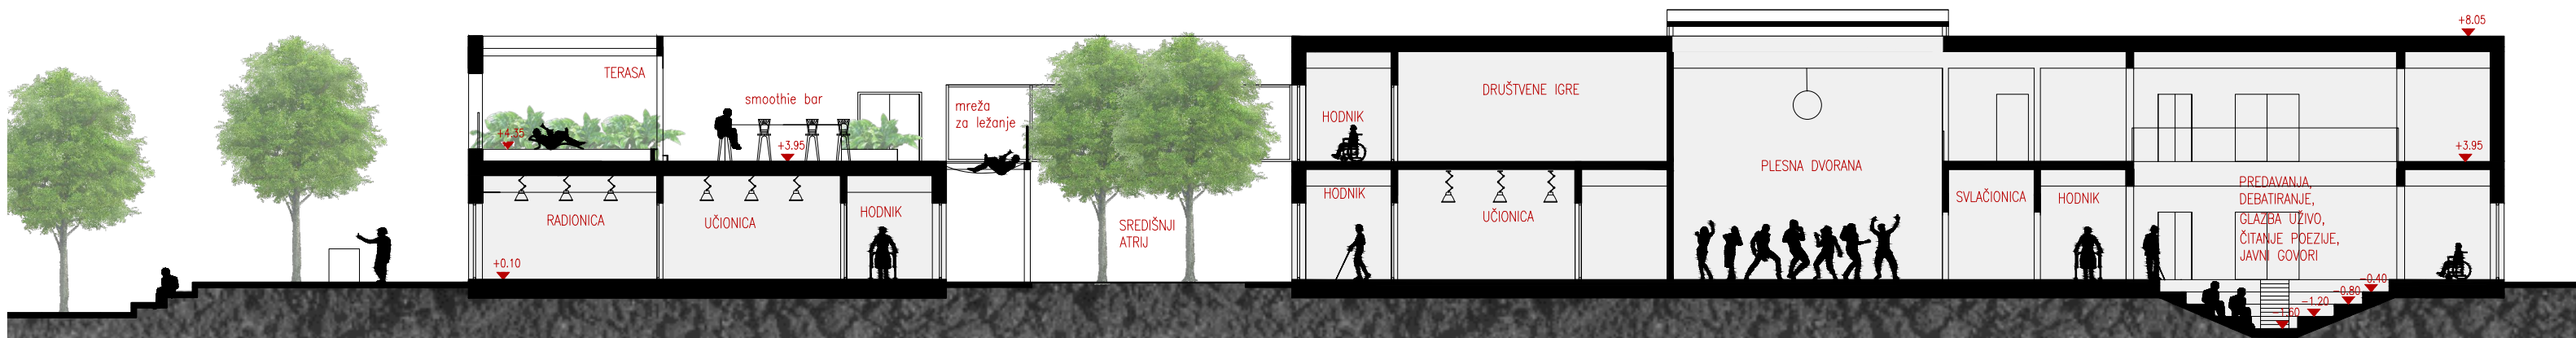 TERASA
+4.35
smoothie bar
+3.95
mreža
za ležanje
RADIONICA
UČIONICA
HODNIK
+0.10
SREDIŠNJI
ATRIJ
HODNIK
DRUŠTVENE IGRE
HODNIK
UČIONICA
PLESNA DVORANA
SVLAČIONICA
HODNIK
+8.05
+3.95
PREDAVANJA,
DEBATIRANJE,
GLAZBA UŽIVO,
ČITANJE POEZIJE,
JAVNI GOVORI
-0.40
-0.80
-1.20
-1.60